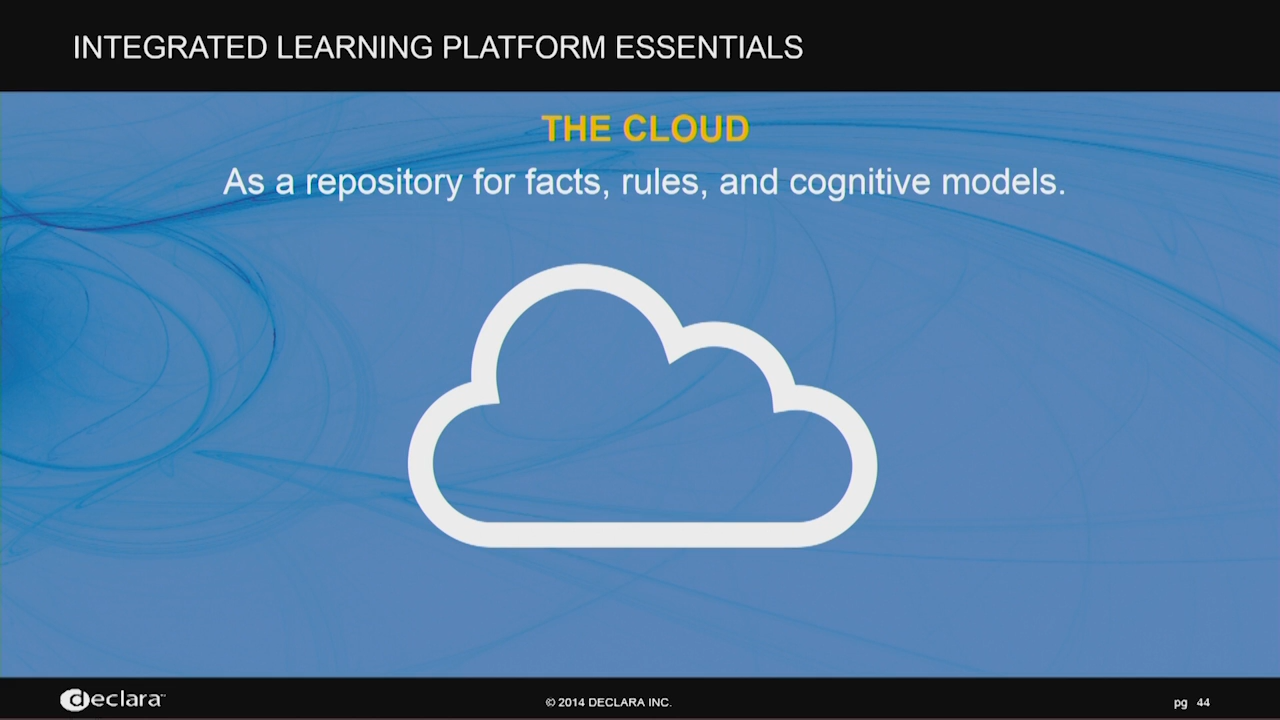 INTEGRATED LEARNING PLATFORM ESSENTIALS
THE CLOUD
As a repository for facts, rules, and cognitive models.
declara™
© 2014 DECLARA INC.
pg 44